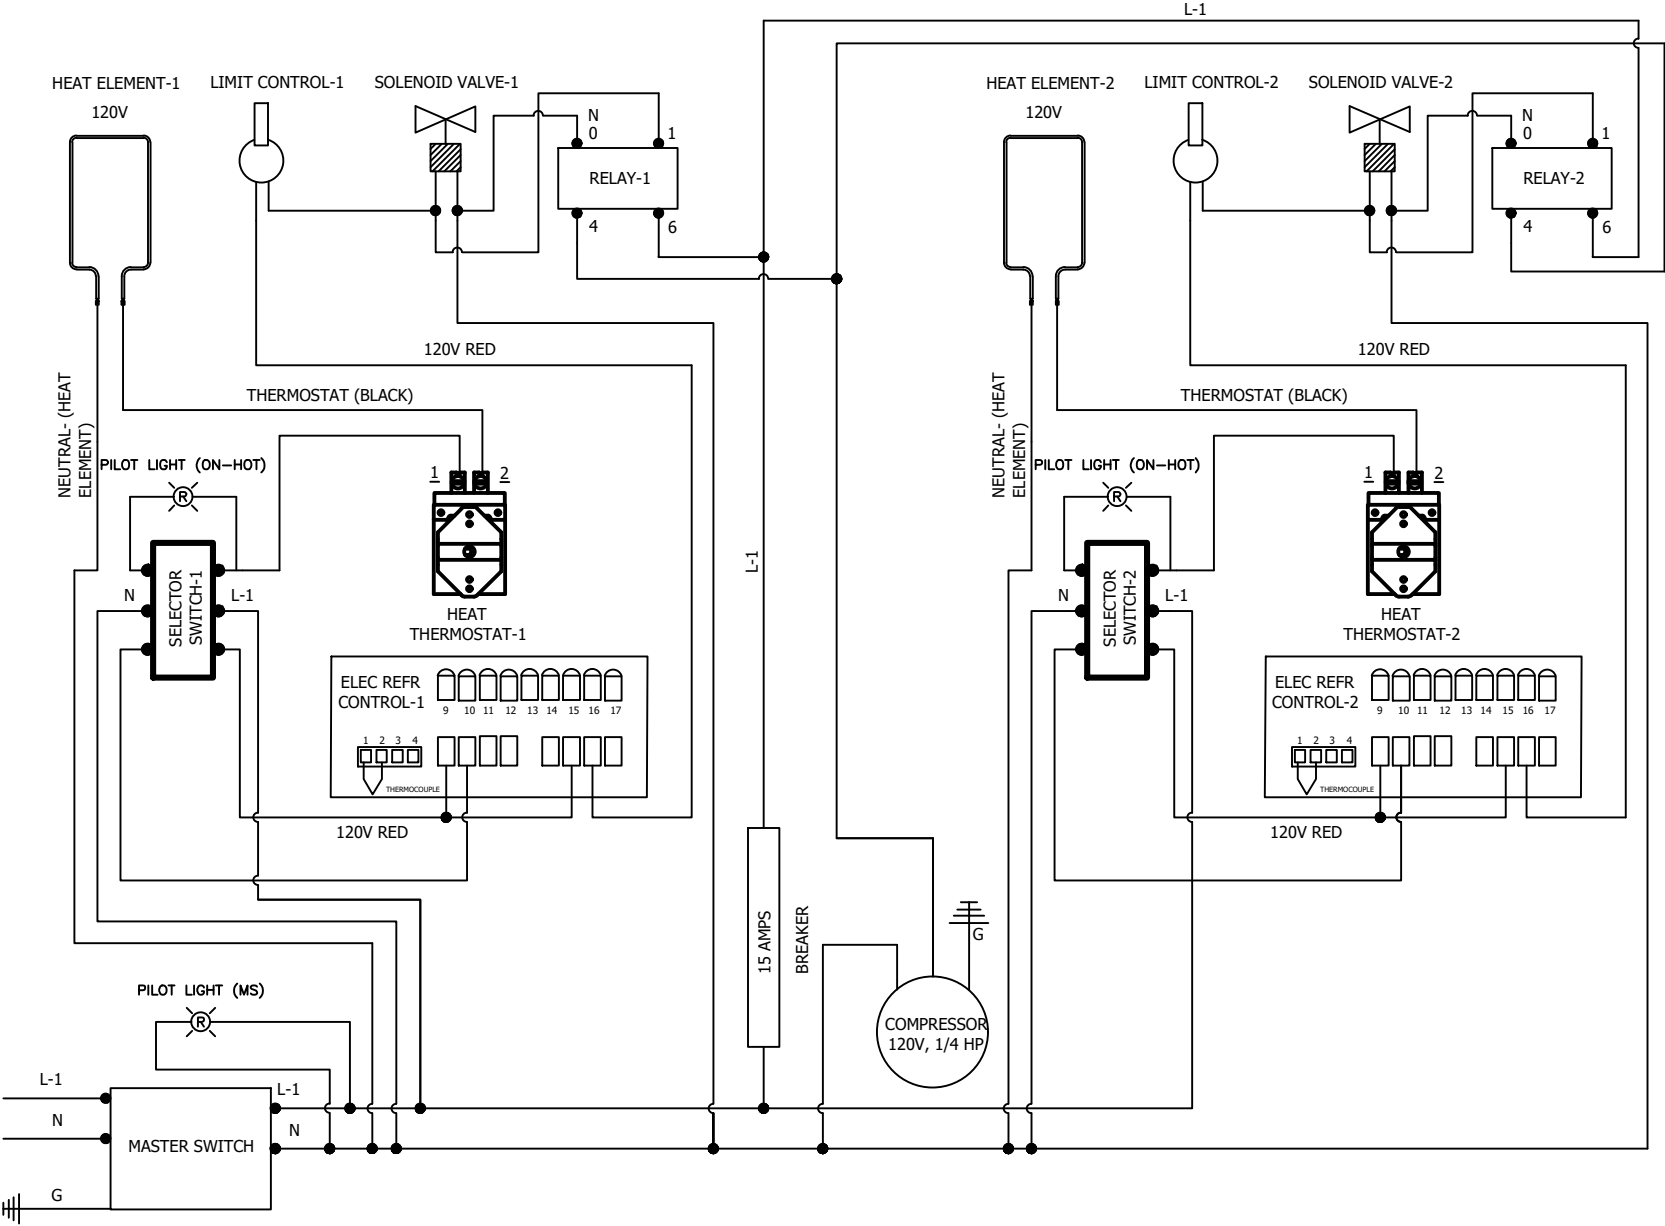 L-1
HEAT ELEMENT-1
120V
LIMIT CONTROL-1
SOLENOID VALVE-1
N
0
1
RELAY-1
4
6
HEAT ELEMENT-2
120V
LIMIT CONTROL-2
SOLENOID VALVE-2
N
0
1
RELAY-2
4
6
120V RED
THERMOSTAT (BLACK)
NEUTRAL- (HEAT
ELEMENT)
PILOT LIGHT (ON-HOT)
R
1
2
N
L-1
SELECTOR
SWITCH-1
HEAT
THERMOSTAT-1
ELEC REFR
CONTROL-1
9 10 11 12 13 14 15 16 17
1 2 3 4
THERMOCOUPLE
120V RED
L-1
120V RED
THERMOSTAT (BLACK)
NEUTRAL- (HEAT
ELEMENT)
PILOT LIGHT (ON-HOT)
R
1
2
N
L-1
SELECTOR
SWITCH-2
HEAT
THERMOSTAT-2
ELEC REFR
CONTROL-2
9 10 11 12 13 14 15 16 17
1 2 3 4
THERMOCOUPLE
120V RED
15 AMPS
BREAKER
G
COMPRESSOR
120V, 1/4 HP
PILOT LIGHT (MS)
R
L-1
N
G
MASTER SWITCH
L-1
N